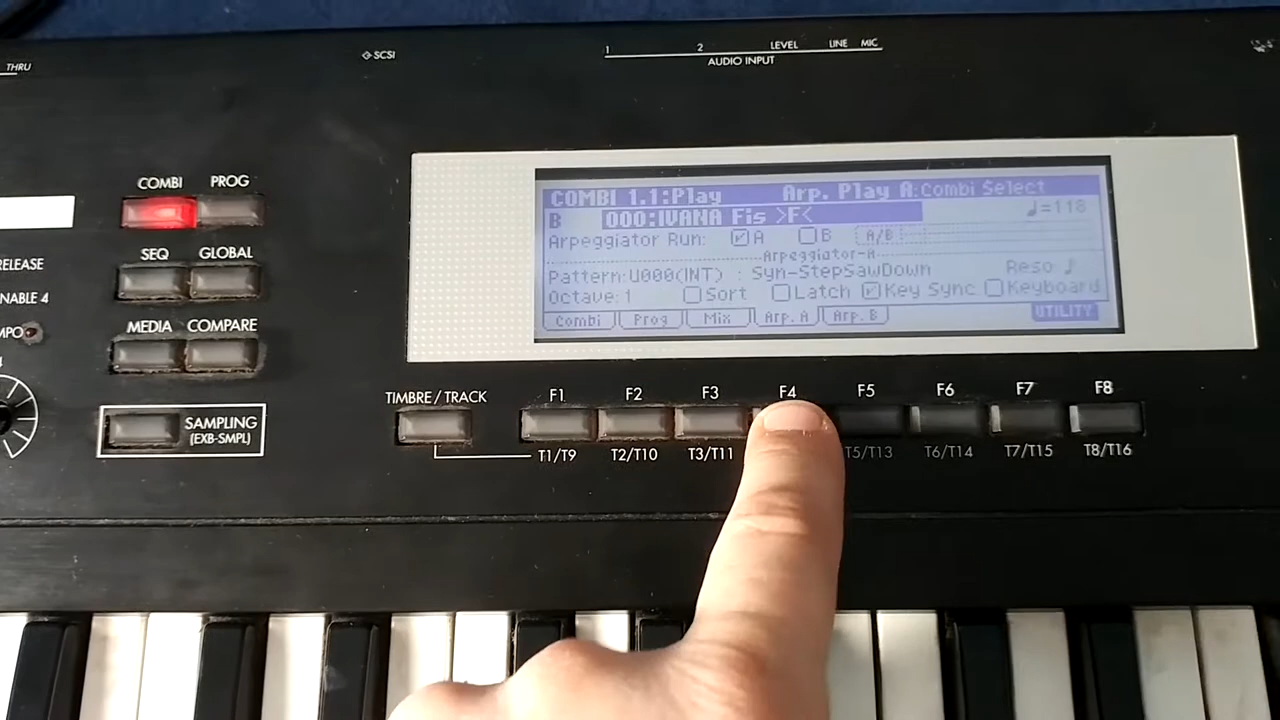 THRU
SCSI
1 2 LEVEL LINE MIC
AUDIO INPUT
COMBI PROG
SEQ GLOBAL
MEDIA COMPARE
SAMPLING
(EXB-SMPL)
RELEASE
NABLE 4
MPO
COMBI 1.1:Play Arp. Play A:Combi Select
B 000:IVANA Fis >F< ♩=118
Arpeggiator Run: A B A/B
Arpeggiator-A
Pattern:U000(INT) : Syn-StepSawDown Reso ♪
Octave:1 Sort Latch Key Sync Keyboard
Combi Prog Mix Arp. A Arp. B UTILITY
TIMBRE / TRACK F1 F2 F3 F4 F5 F6 F7 F8
T1/T9 T2/T10 T3/T11 T5/T13 T6/T14 T7/T15 T8/T16